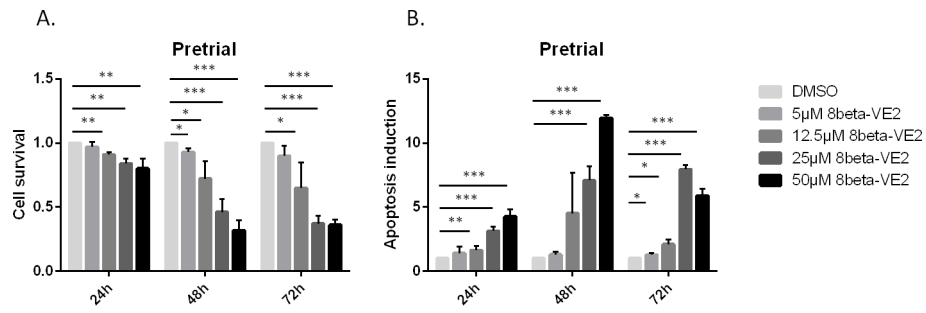 A.
Pretrial
Cell survival
1.5
1.0
0.5
0.0
** ** **
*** *** * *
*** *** *
24h 48h 72h
B.
Pretrial
Apoptosis induction
15
10
5
0
*** *** **
*** ***
*** *** * *
24h 48h 72h
DMSO
5µM 8beta-VE2
12.5µM 8beta-VE2
25µM 8beta-VE2
50µM 8beta-VE2